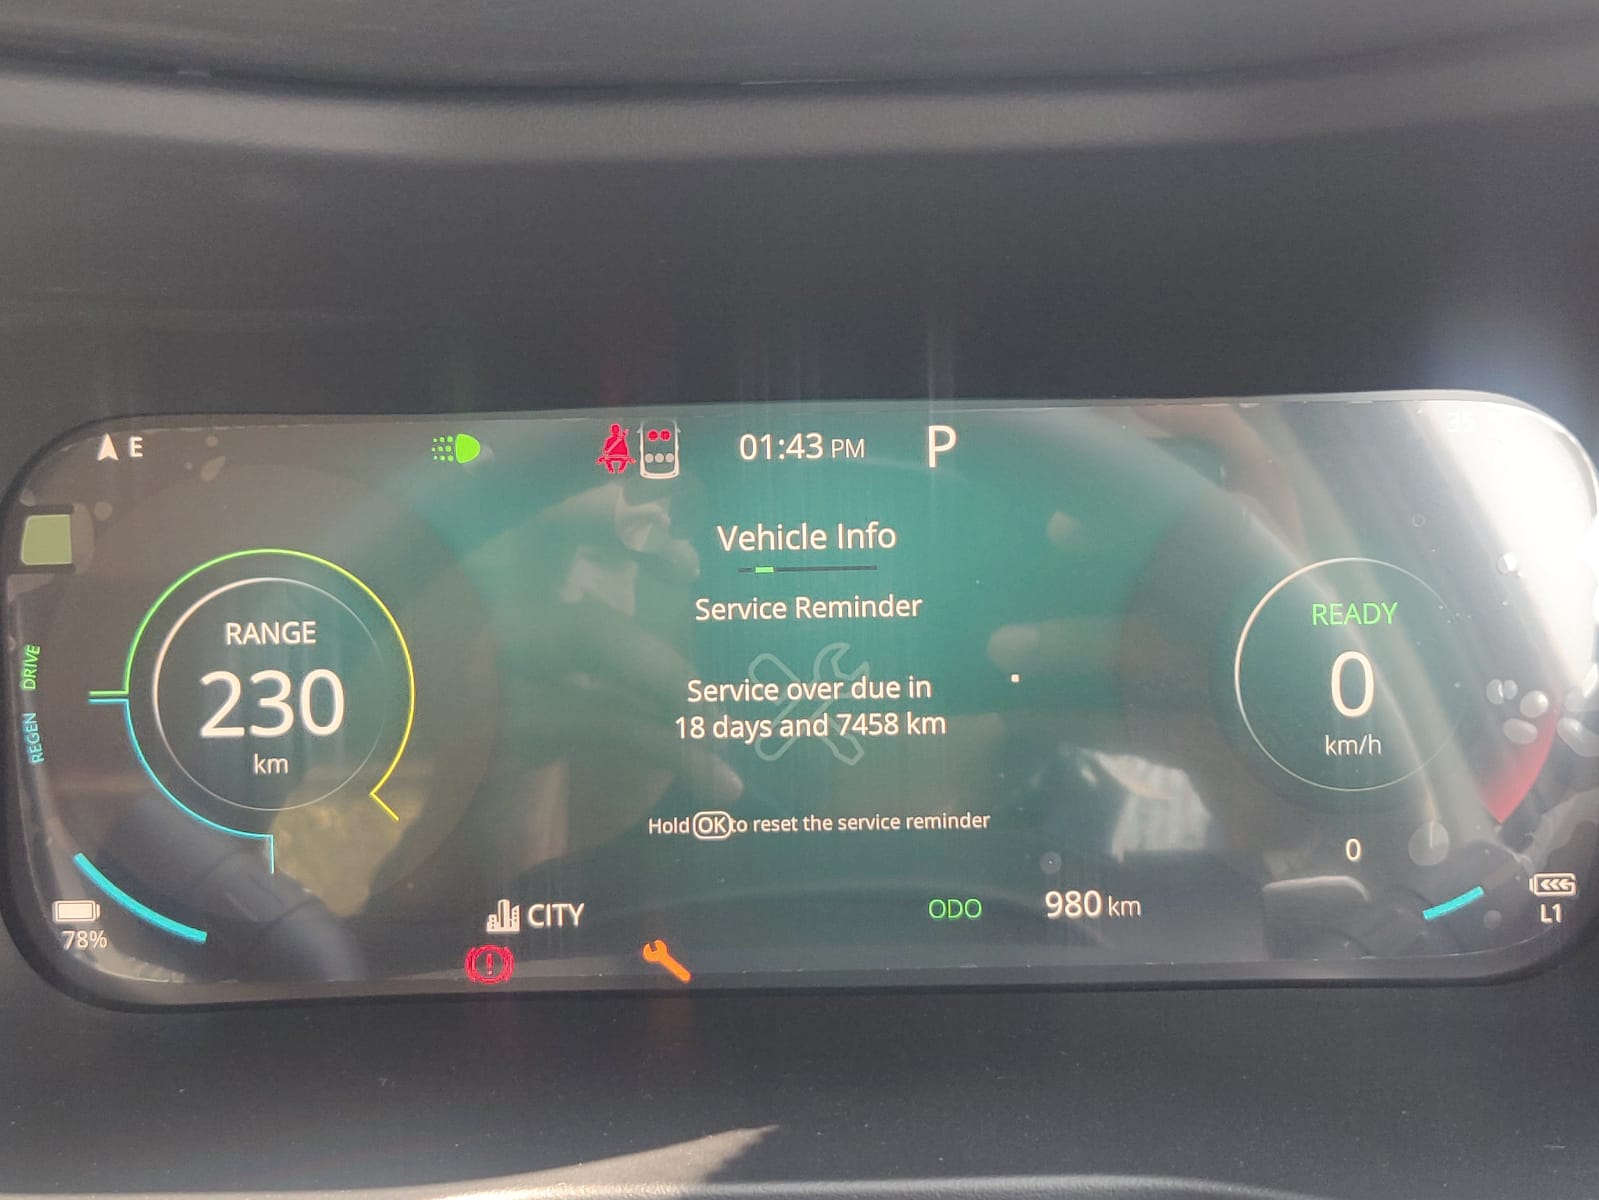 E
01:43 PM
P
35
Vehicle Info
Service Reminder
RANGE
230
km
DRIVE
REGEN
Service over due in
18 days and 7458 km
Hold OK to reset the service reminder
READY
0
km/h
0
78%
CITY
ODO 980 km
L1